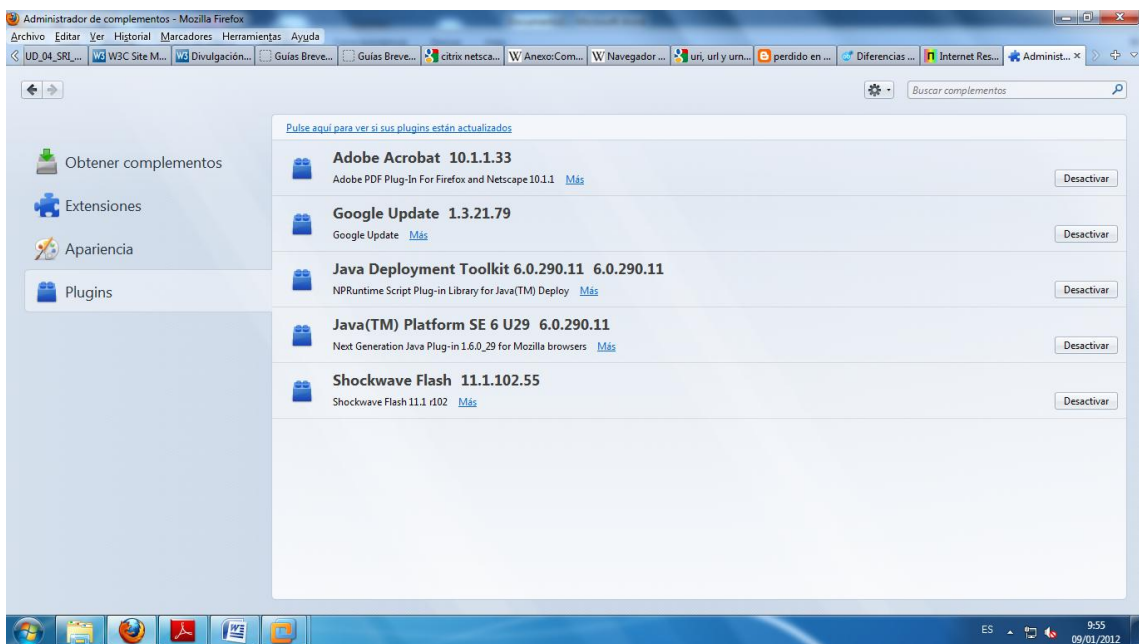 Administrador de complementos - Mozilla Firefox
Archivo Editar Ver Historial Marcadores Herramientas Ayuda
UD_04_SRI_... W3C Site M... Divulgación... Guías Breve... Guías Breve... citrix netsca... Anexo:Com... Navegador ... uri, url y urn... perdido en ... Diferencias ... Internet Res... Administ...
Buscar complementos
Pulse aquí para ver si sus plugins están actualizados
Obtener complementos
Extensiones
Apariencia
Plugins
Adobe Acrobat 10.1.1.33
Adobe PDF Plug-In For Firefox and Netscape 10.1.1 Más
Desactivar
Google Update 1.3.21.79
Google Update Más
Desactivar
Java Deployment Toolkit 6.0.290.11 6.0.290.11
NPRuntime Script Plug-in Library for Java(TM) Deploy Más
Desactivar
Java(TM) Platform SE 6 U29 6.0.290.11
Next Generation Java Plug-in 1.6.0_29 for Mozilla browsers Más
Desactivar
Shockwave Flash 11.1.102.55
Shockwave Flash 11.1 r102 Más
Desactivar
ES
9:55
09/01/2012